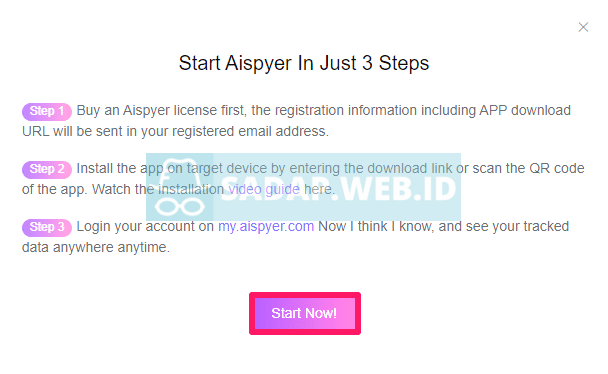 Start Aispyer In Just 3 Steps
Step 1 Buy an Aispyer license first, the registration information including APP download
URL will be sent in your registered email address.
Step 2 Install the app on target device by entering the download link or scan the QR code
of the app. Watch the installation video guide here.
SADAP.WEB.ID
Step 3 Login your account on my.aispyer.com Now I think I know, and see your tracked
data anywhere anytime.
Start Now!